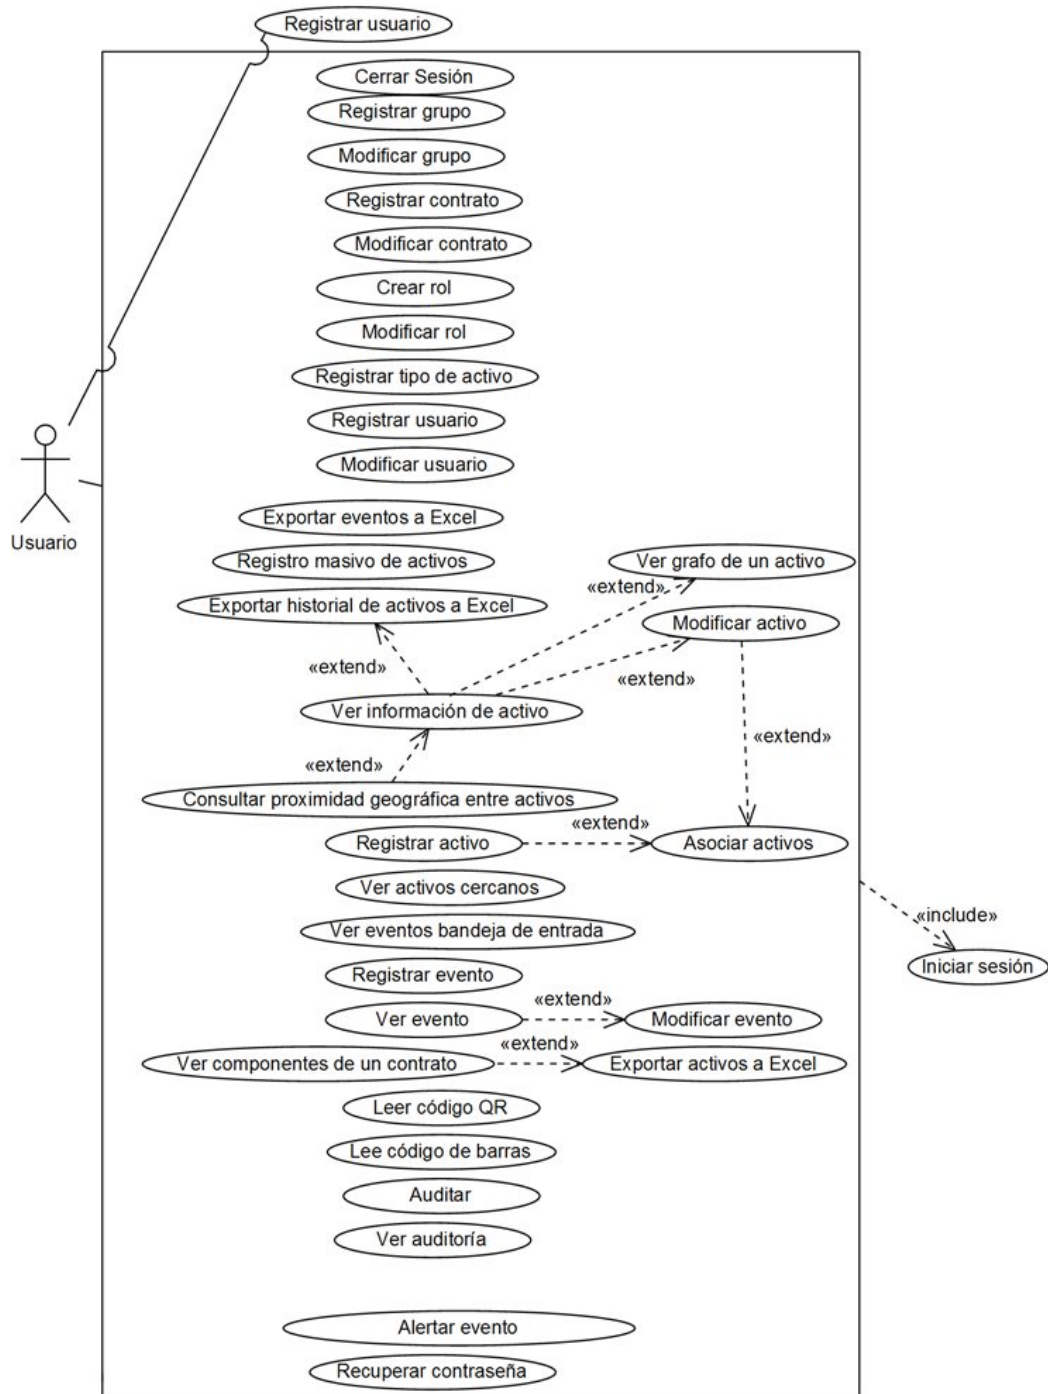 Registrar usuario
Cerrar Sesión
Registrar grupo
Modificar grupo
Registrar contrato
Modificar contrato
Crear rol
Modificar rol
Registrar tipo de activo
Registrar usuario
Modificar usuario
Usuario
Exportar eventos a Excel
Registro masivo de activos
Ver grafo de un activo
«extend»
Exportar historial de activos a Excel
Modificar activo
«extend»
«extend»
Ver información de activo
«extend»
«extend»
Consultar proximidad geográfica entre activos
«extend»
Registrar activo
Asociar activos
Ver activos cercanos
«include»
Ver eventos bandeja de entrada
Iniciar sesión
Registrar evento
«extend»
Ver evento
Modificar evento
«extend»
Ver componentes de un contrato
Exportar activos a Excel
Leer código QR
Lee código de barras
Auditar
Ver auditoría
Alertar evento
Recuperar contraseña